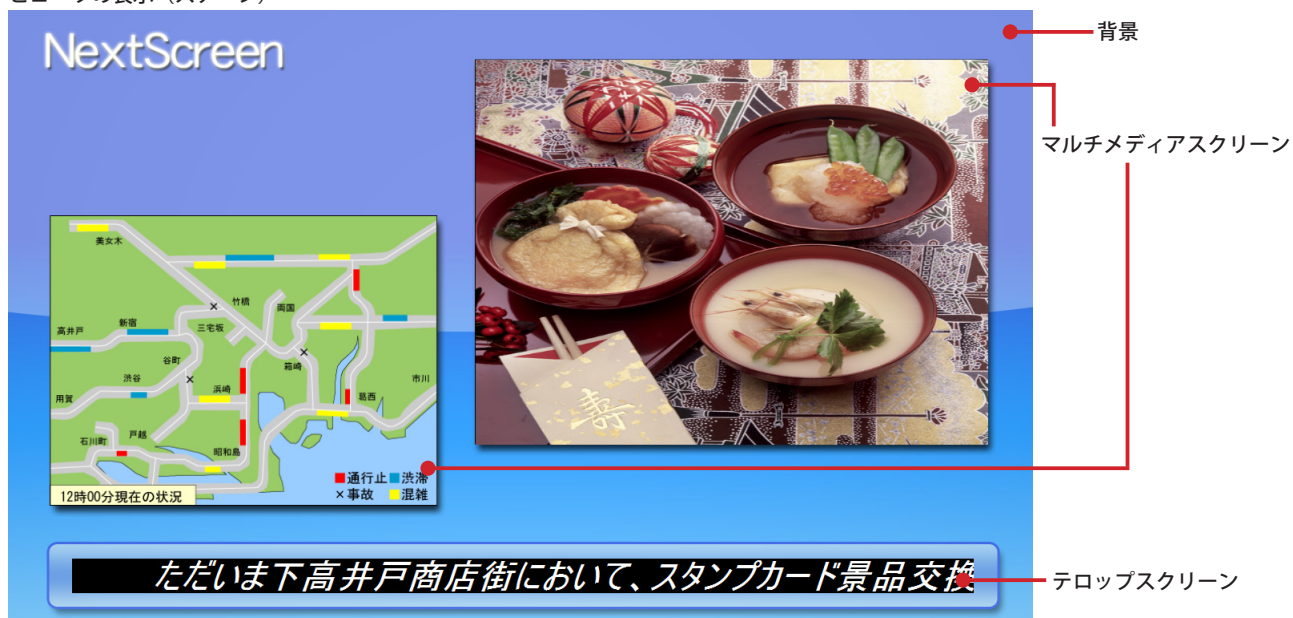 NextScreen
背景
マルチメディアスクリーン
美女木
竹橋
両国
新宿
三宅坂
高井戸
谷町
箱崎
渋谷
浜崎
市川
用賀
葛西
石川町
戸越
昭和島
■通行止■渋滞
×事故 ■混雑
12時00分現在の状況
寿
ただいま下高井戸商店街において、スタンプカード景品交換
テロップスクリーン